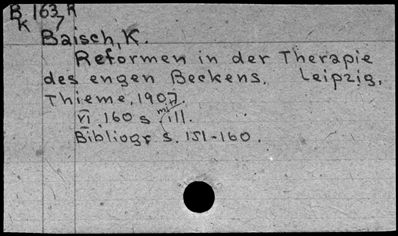 B 163 R
k 7
Baisch, K.
Reformen in der Therapie
des engen Beckens. Leipzig,
Thieme, 1907.
VI, 160 s. mit ill.
Bibliogr. s. 151-160.